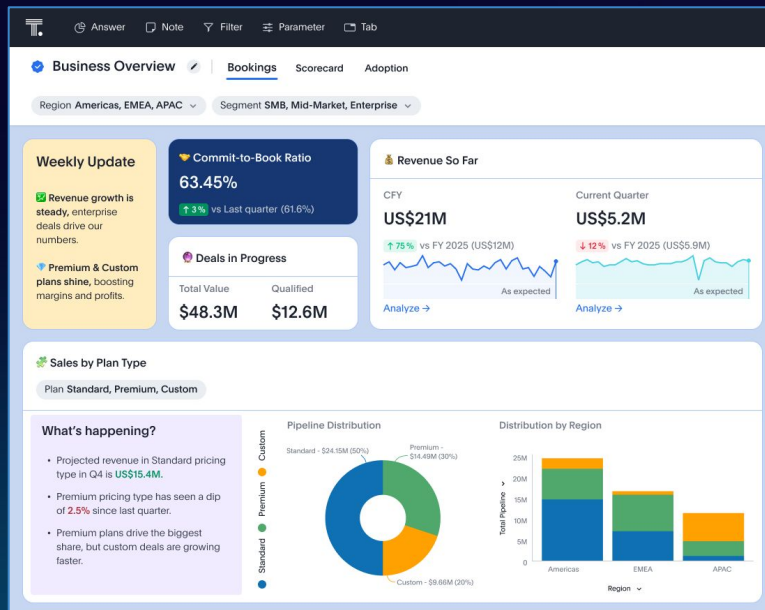 T.
Answer
Note
Filter
Parameter
Tab
Business Overview
Bookings
Scorecard
Adoption
Region Americas, EMEA, APAC
Segment SMB, Mid-Market, Enterprise
Weekly Update
Revenue growth is
steady, enterprise
deals drive our
numbers.
Premium & Custom
plans shine, boosting
margins and profits.
Commit-to-Book Ratio
63.45%
↑ 3% vs Last quarter (61.6%)
Deals in Progress
Total Value
$48.3M
Qualified
$12.6M
Revenue So Far
CFY
US$21M
↑ 75% vs FY 2025 (US$12M)
As expected
Analyze →
Current Quarter
US$5.2M
↓ 12% vs FY 2025 (US$5.9M)
As expected
Analyze →
Sales by Plan Type
Plan Standard, Premium, Custom
What's happening?
• Projected revenue in Standard pricing
type in Q4 is US$15.4M.
• Premium pricing type has seen a dip
of 2.5% since last quarter.
• Premium plans drive the biggest
share, but custom deals are growing
faster.
Custom
Premium
Standard
Pipeline Distribution
Standard - $24.15M (50%)
Premium -
$14.49M (30%)
Custom - $9.66M (20%)
Distribution by Region
Total Pipeline
25M
20M
15M
10M
5M
0
Americas
EMEA
APAC
Region